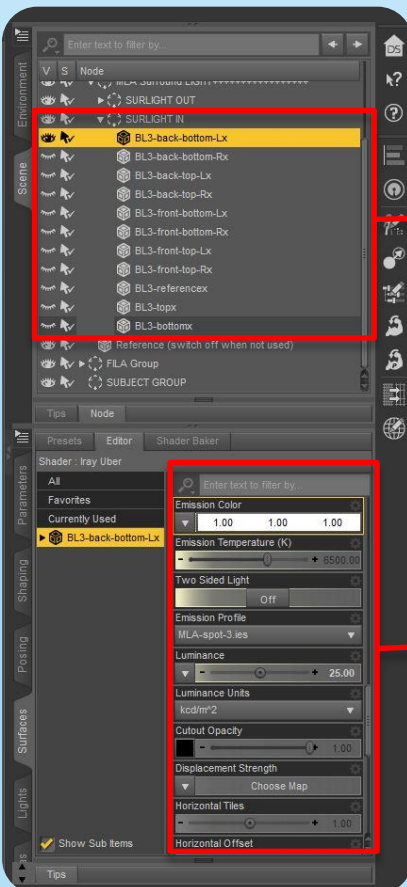 Enter text to filter by...
V S Node
MLA Surround LIGHT
SURLIGHT OUT
SURLIGHT IN
BL3-back-bottom-Lx
BL3-back-bottom-Rx
BL3-back-top-Lx
BL3-back-top-Rx
BL3-front-bottom-Lx
BL3-front-bottom-Rx
BL3-front-top-Lx
BL3-front-top-Rx
BL3-referencex
BL3-topx
BL3-bottomx
Reference (switch off when not used)
FILA Group
SUBJECT GROUP
Tips Node
Environment
Scene
DS
?
?
Presets Editor Shader Baker
Shader : Iray Uber
All
Favorites
Currently Used
BL3-back-bottom-Lx
Show Sub Items
Tips
Parameters
Shaping
Posing
Surfaces
Lights
Enter text to filter by...
Emission Color
1.00 1.00 1.00
Emission Temperature (K)
- + 6500.00
Two Sided Light
Off
Emission Profile
MLA-spot-3.ies
Luminance
- + 25.00
Luminance Units
kcd/m^2
Cutout Opacity
- + 1.00
Displacement Strength
Choose Map
Horizontal Tiles
- + 1.00
Horizontal Offset